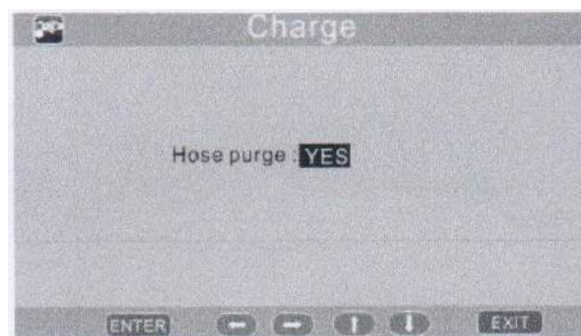 Charge
Hose purge : YES
ENTER ← → ↑ ↓ EXIT